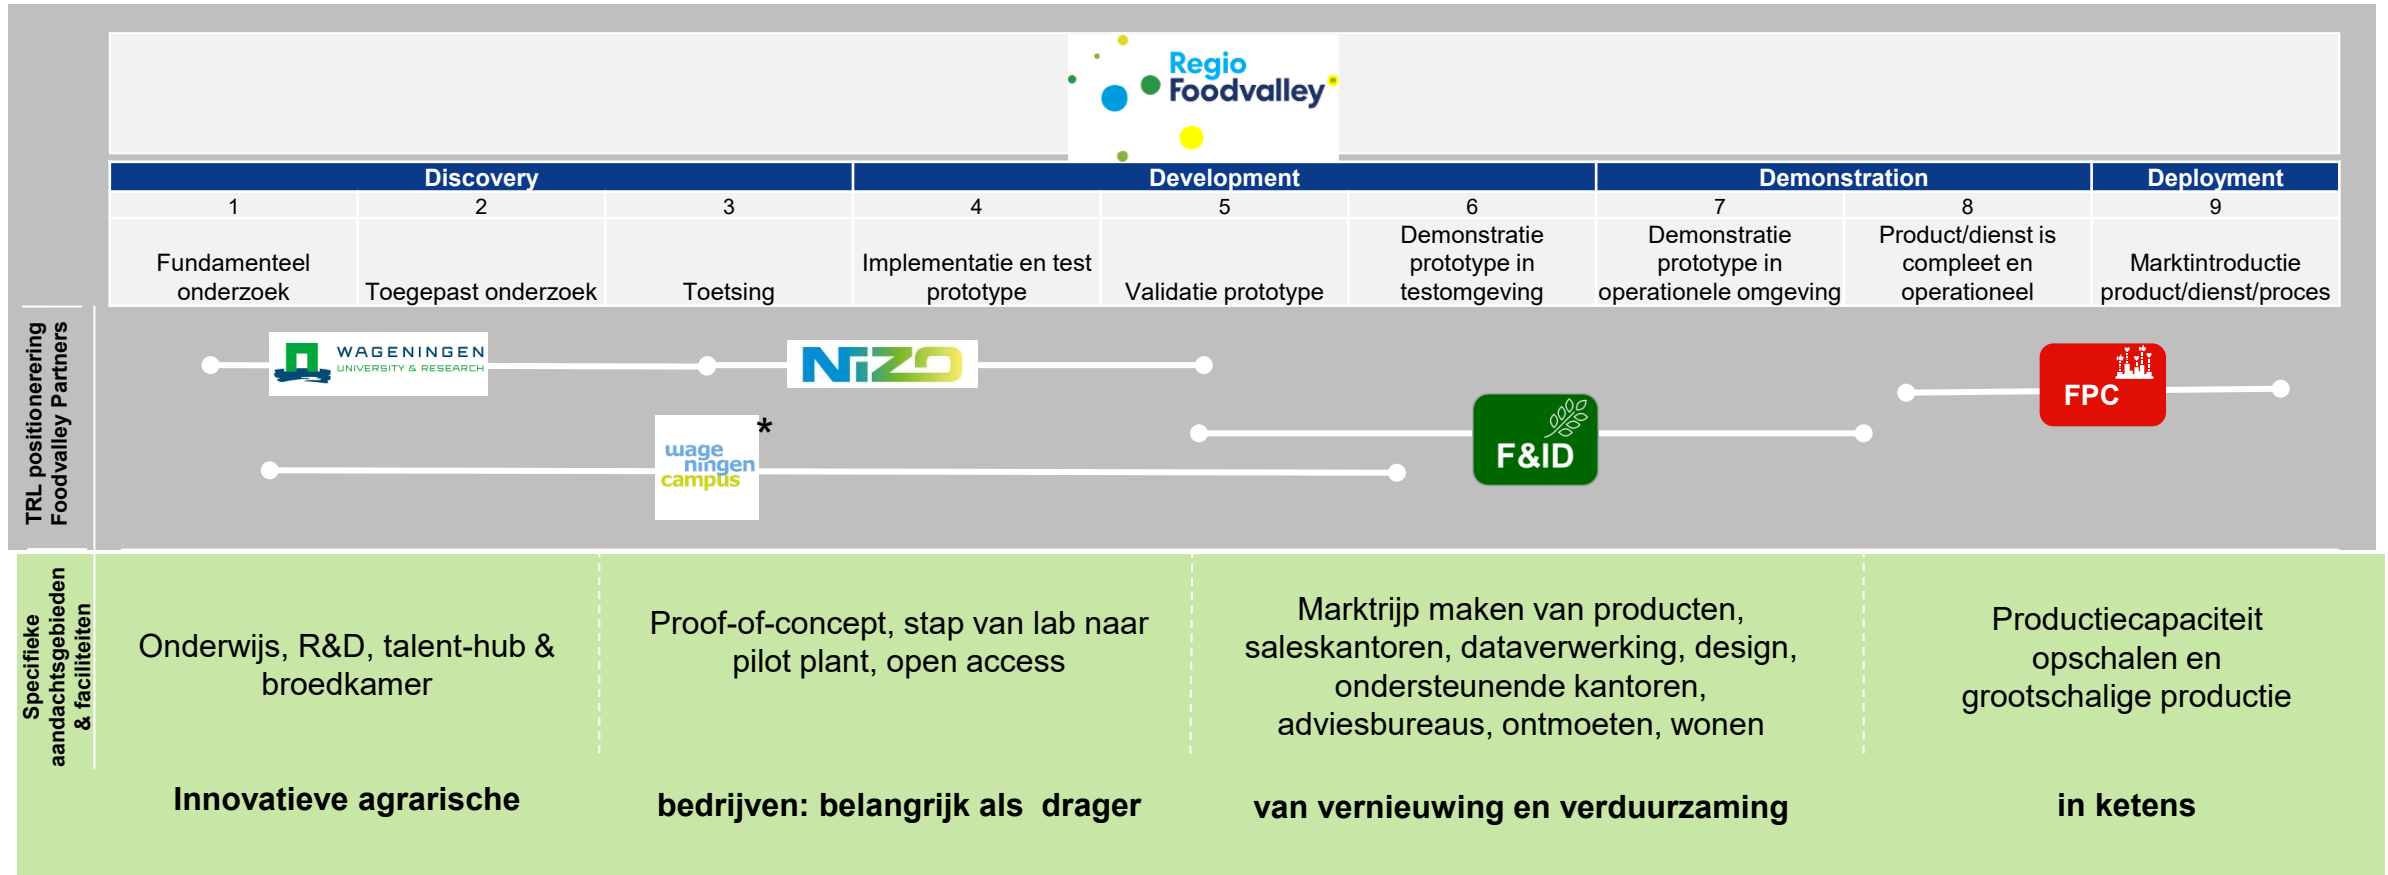 Regio
Foodvalley
Discovery
Development
Demonstration
Deployment
1
2
3
4
5
6
7
8
9
Fundamenteel
onderzoek
Toegepast onderzoek
Toetsing
Implementatie en test
prototype
Validatie prototype
Demonstratie
prototype in
testomgeving
Demonstratie
prototype in
operationele omgeving
Product/dienst is
compleet en
operationeel
Marktintroductie
product/dienst/proces
TRL positionerering
Foodvalley Partners
WAGENINGEN
UNIVERSITY & RESEARCH
NIZO
FPC
wage
ningen
campus
*
F&ID
Specifieke
aandachtsgebieden
& faciliteiten
Onderwijs, R&D, talent-hub &
broedkamer
Proof-of-concept, stap van lab naar
pilot plant, open access
Marktrijp maken van producten,
saleskantoren, dataverwerking, design,
ondersteunende kantoren,
adviesbureaus, ontmoeten, wonen
Productiecapaciteit
opschalen en
grootschalige productie
Innovatieve agrarische
bedrijven: belangrijk als  drager
van vernieuwing en verduurzaming
in ketens